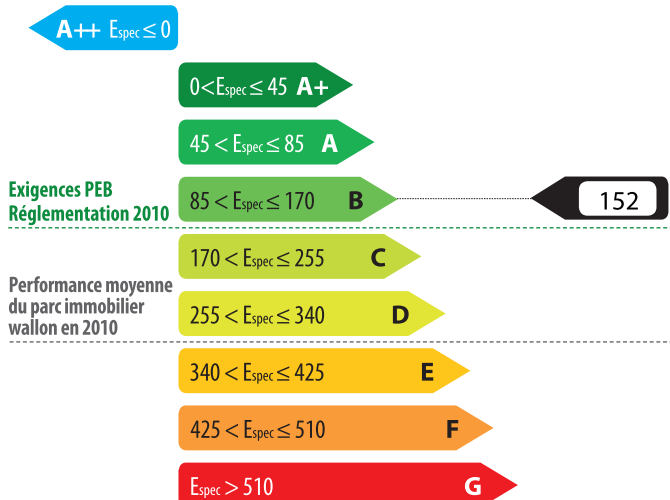 A++ Espec ≤ 0
0<Espec ≤ 45 A+
45 < Espec ≤ 85 A
Exigences PEB
Réglementation 2010
85 < Espec ≤ 170 B
152
170 < Espec ≤ 255 C
Performance moyenne
du parc immobilier
wallon en 2010
255 < Espec ≤ 340 D
340 < Espec ≤ 425 E
425 < Espec ≤ 510 F
Espec > 510 G